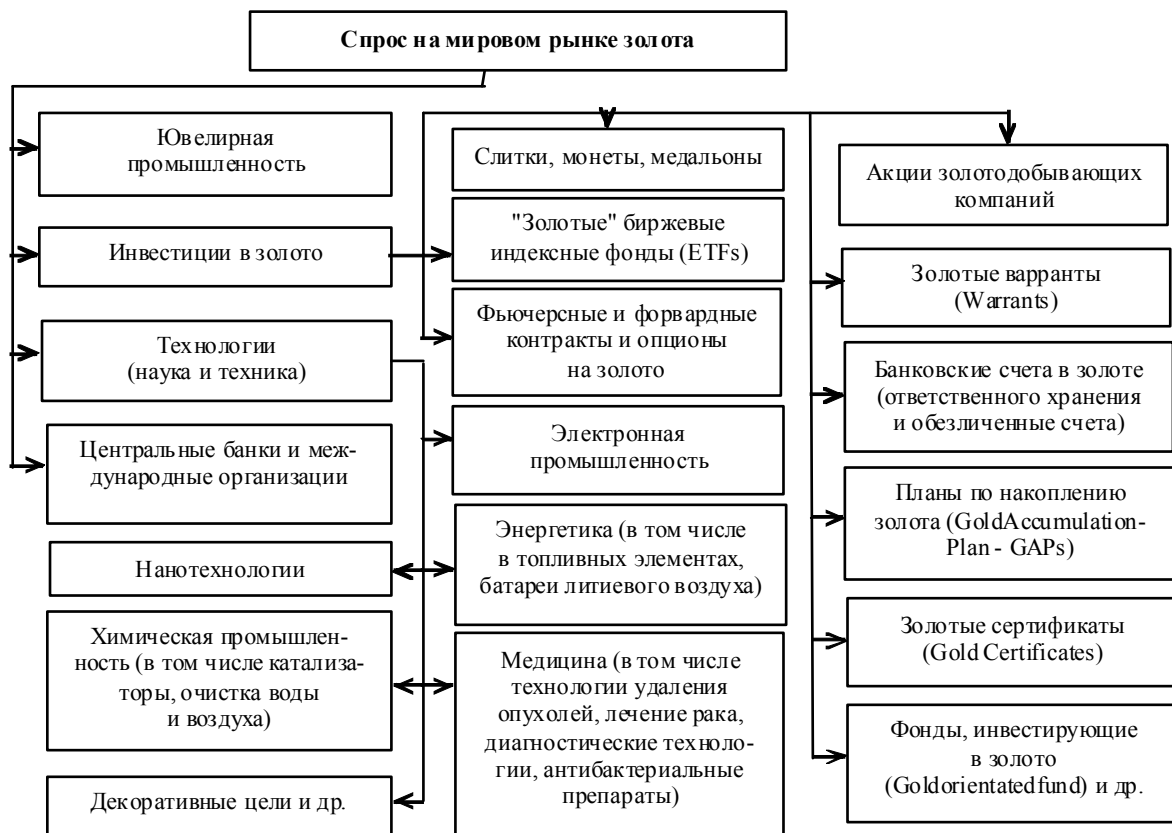 Спрос на мировом рынке золота
Ювелирная
промышленность
Инвестиции в золото
Технологии
(наука и техника)
Центральные банки и меж-
дународные организации
Нанотехнологии
Химическая промышлен-
ность (в том числе катализа-
торы, очистка воды
и воздуха)
Декоративные цели и др.
Слитки, монеты, медальоны
"Золотые" биржевые
индексные фонды (ETFs)
Фьючерсные и форвардные
контракты и опционы
на золото
Электронная
промышленность
Энергетика (в том числе
в топливных элементах,
батареи литиевого воздуха)
Медицина (в том числе
технологии удаления
опухолей, лечение рака,
диагностические техноло-
гии, антибактериальные
препараты)
Акции золотодобывающих
компаний
Золотые варранты
(Warrants)
Банковские счета в золоте
(ответственного хранения
и обезличенные счета)
Планы по накоплению
золота (GoldAccumulation-
Plan - GAPs)
Золотые сертификаты
(Gold Certificates)
Фонды, инвестирующие
в золото
(Goldorientatedfund) и др.